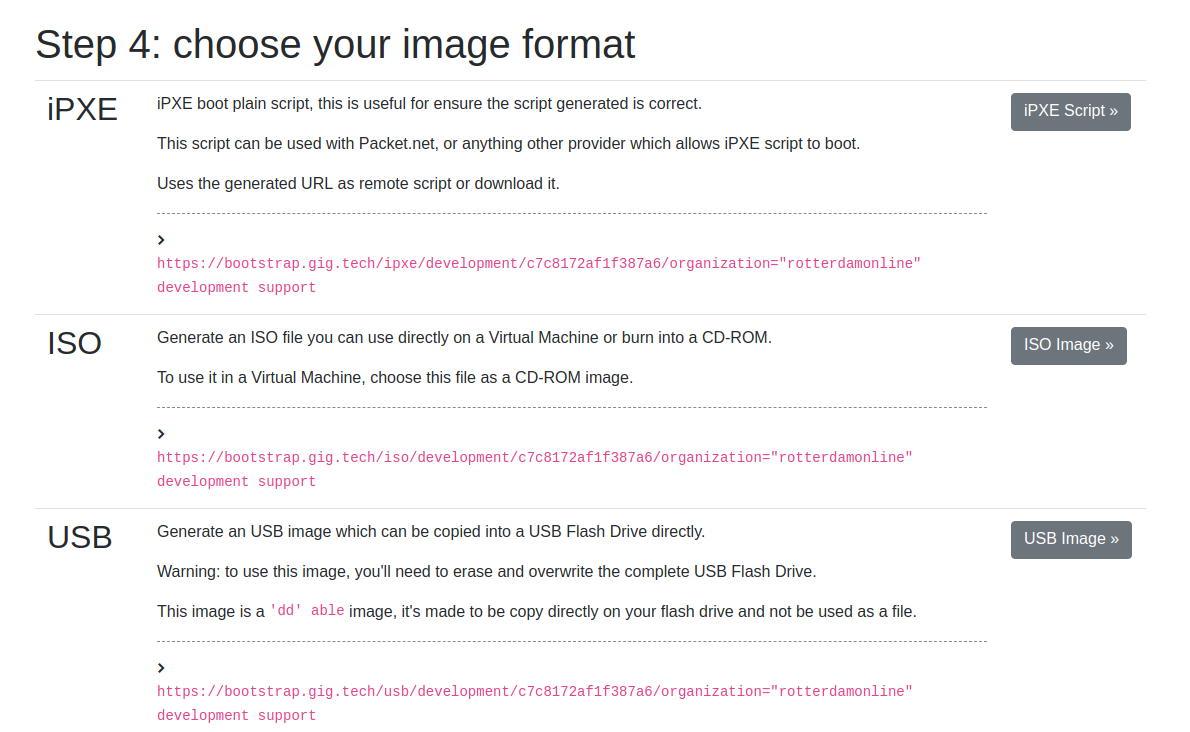 Step 4: choose your image format
iPXE
iPXE boot plain script, this is useful for ensure the script generated is correct.
iPXE Script »
This script can be used with Packet.net, or anything other provider which allows iPXE script to boot.
Uses the generated URL as remote script or download it.
https://bootstrap.gig.tech/ipxe/development/c7c8172af1f387a6/organization="rotterdamonline"
development support
ISO
Generate an ISO file you can use directly on a Virtual Machine or burn into a CD-ROM.
ISO Image »
To use it in a Virtual Machine, choose this file as a CD-ROM image.
https://bootstrap.gig.tech/iso/development/c7c8172af1f387a6/organization="rotterdamonline"
development support
USB
Generate an USB image which can be copied into a USB Flash Drive directly.
USB Image »
Warning: to use this image, you'll need to erase and overwrite the complete USB Flash Drive.
This image is a 'dd' able image, it's made to be copy directly on your flash drive and not be used as a file.
https://bootstrap.gig.tech/usb/development/c7c8172af1f387a6/organization="rotterdamonline"
development support